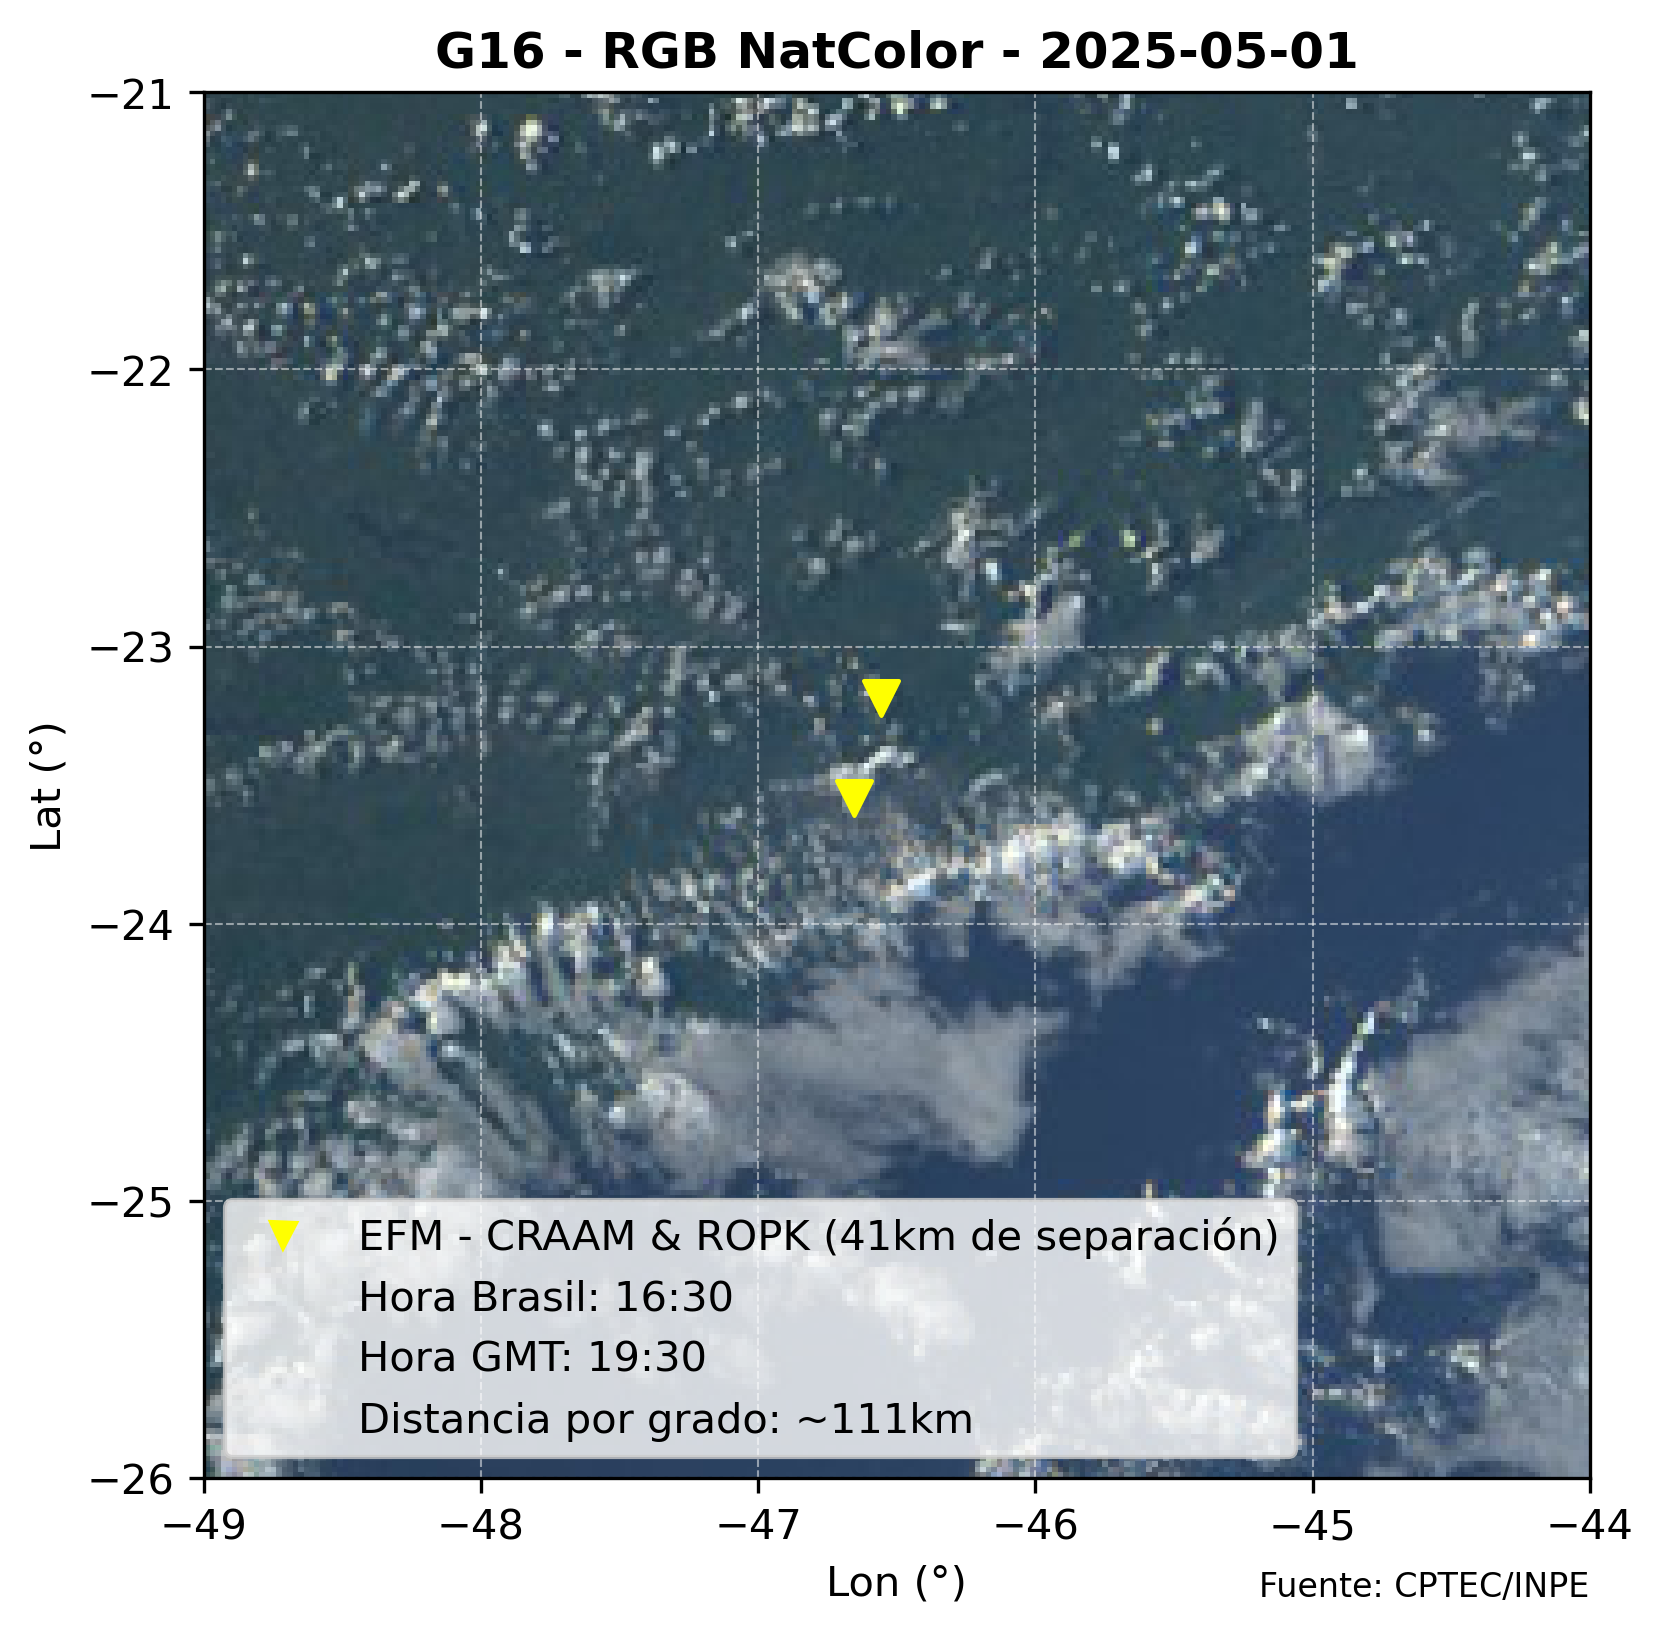 G16 - RGB NatColor - 2025-05-01
−21
−22
−23
−24
−25
−26
Lat (°)
EFM - CRAAM & ROPK (41km de separación)
Hora Brasil: 16:30
Hora GMT: 19:30
Distancia por grado: ~111km
−49 −48 −47 −46 −45 −44
Lon (°)
Fuente: CPTEC/INPE